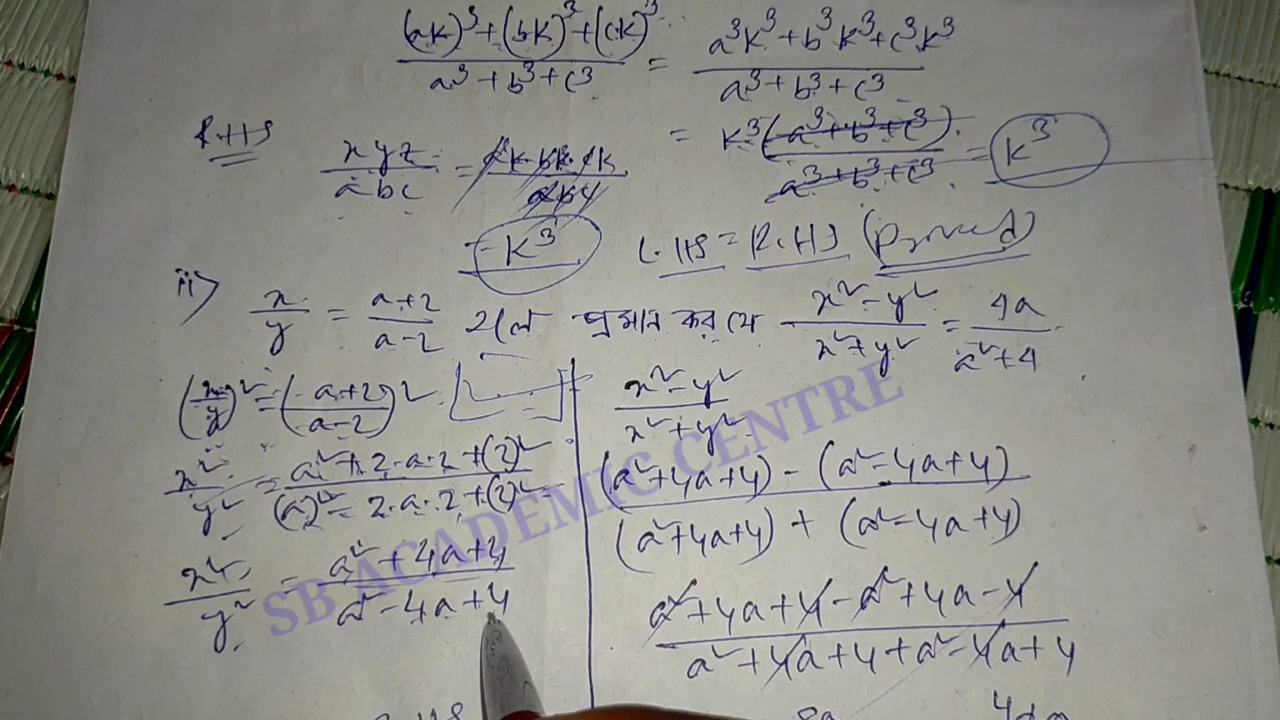 (ak)³+(bk)³+(ck)³ / a³+b³+c³ = a³k³+b³k³+c³k³ / a³+b³+c³
= k³(a³+b³+c³) / a³+b³+c³ = k³
R.H.S
xyz / abc = ak.bk.ck / abc
= k³ L.HS = R.HS (Proved)
ii) x/y = a+2 / a-2 হলে প্রমান কর যে x²-y² / x²+y² = 4a / a²+4
(x/y)² = (a+2 / a-2)²
x²/y² = a²+2.a.2+(2)² / (a)²-2.a.2+(2)²
x²/y² = a²+4a+4 / a²-4a+4
x²-y² / x²+y²
(a²+4a+4) - (a²-4a+4) / (a²+4a+4) + (a²-4a+4)
a²+4a+4-a²+4a-4 / a²+4a+4+a²-4a+4
8a
SB ACADEMIC CENTRE